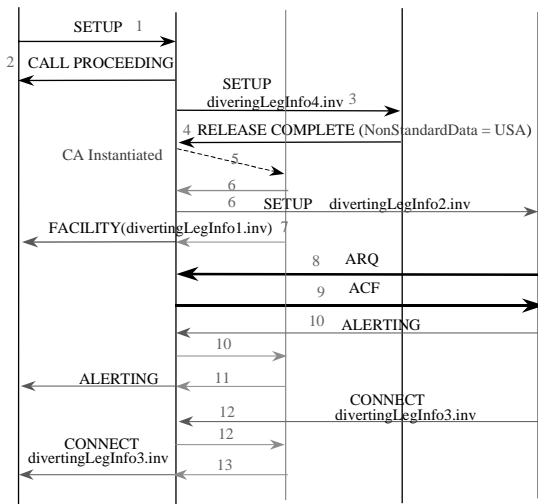 SETUP 1
2 CALL PROCEEDING
SETUP
diveringLegInfo4.inv 3
4 RELEASE COMPLETE (NonStandardData = USA)
CA Instantiated
5
6
6 SETUP divertingLegInfo2.inv
FACILITY(divertingLegInfo1.inv) 7
8 ARQ
9 ACF
10 ALERTING
10
ALERTING 11
CONNECT
12 divertingLegInfo3.inv
CONNECT 12
divertingLegInfo3.inv
13